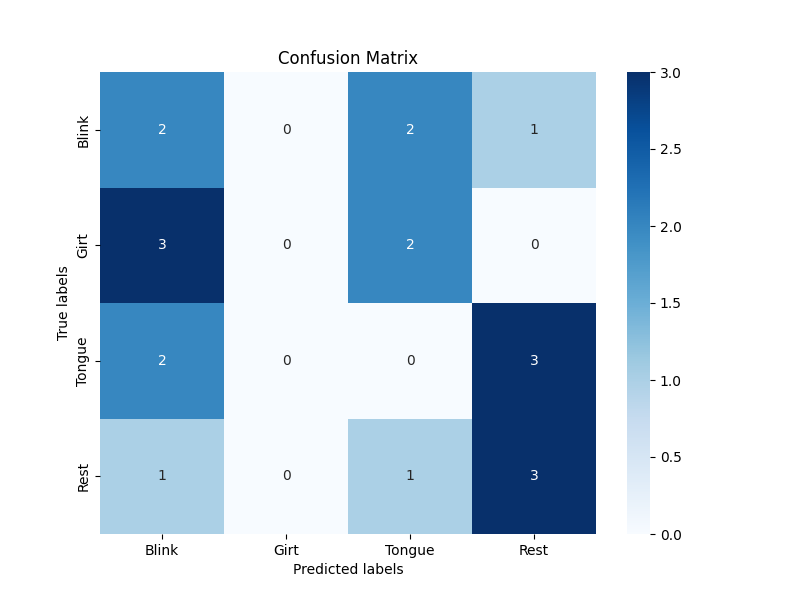 Confusion Matrix
True labels
Blink
2
0
2
1
Girt
3
0
2
0
Tongue
2
0
0
3
Rest
1
0
1
3
Blink
Girt
Tongue
Rest
Predicted labels
3.0
2.5
2.0
1.5
1.0
0.5
0.0